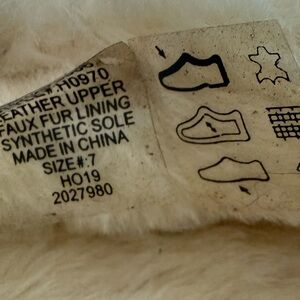 #:H0970
LEATHER UPPER
FAUX FUR LINING
SYNTHETIC SOLE
MADE IN CHINA
SIZE#:7
HO19
2027980